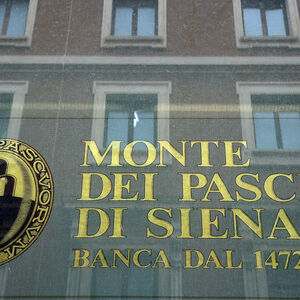 MONTE
DEI PASC
DI SIENA
BANCA DAL 1472